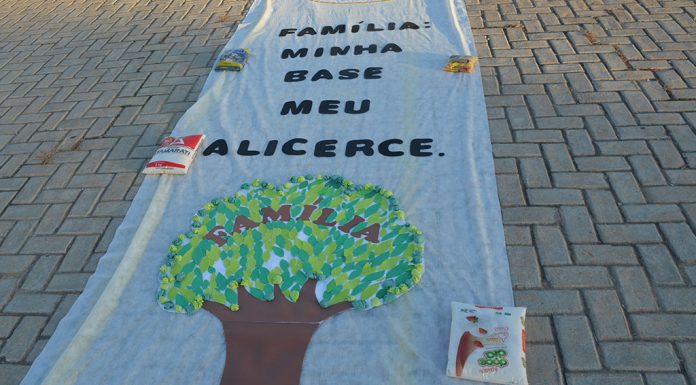 FAMÍLIA:
MINHA
BASE
MEU
ALICERCE.
FAMÍLIA